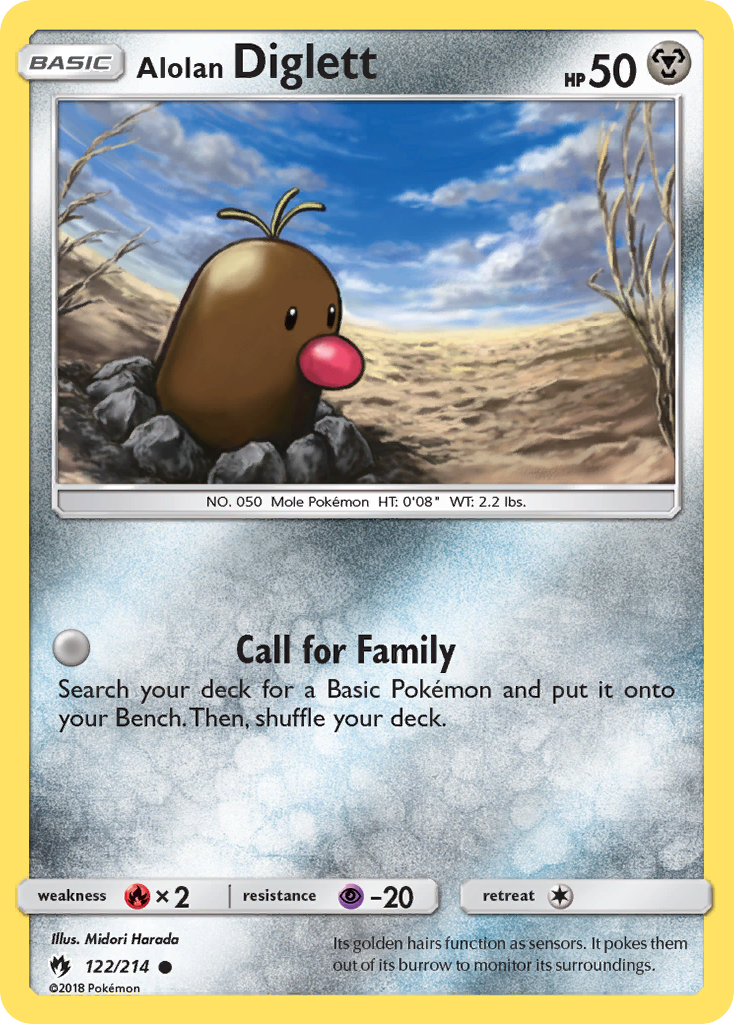 BASIC
Alolan Diglett
HP 50
NO. 050 Mole Pokémon HT: 0'08" WT: 2.2 lbs.
Call for Family
Search your deck for a Basic Pokémon and put it onto
your Bench. Then, shuffle your deck.
weakness ×2 resistance -20 retreat
Illus. Midori Harada
122/214
©2018 Pokémon
Its golden hairs function as sensors. It pokes them
out of its burrow to monitor its surroundings.